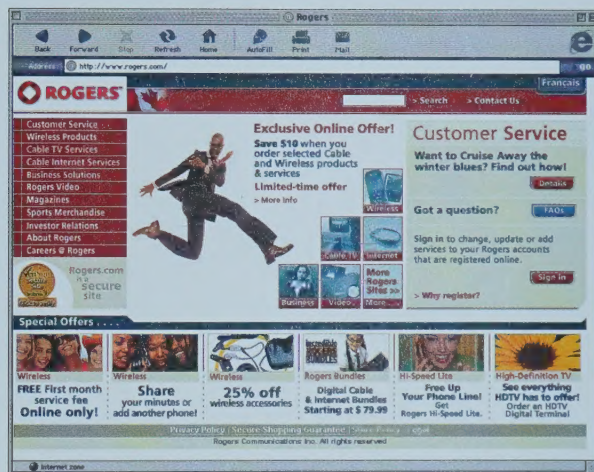 Rogers
Back Forward Stop Refresh Home AutoFill Print Mail
Address http://www.rogers.com/ go
Français
ROGERS
> Search > Contact Us
Customer Service
Wireless Products
Cable TV Services
Cable Internet Services
Business Solutions
Rogers Video
Magazines
Sports Merchandise
Investor Relations
About Rogers
Careers @ Rogers
Rogers.com
is a
secure
site
Exclusive Online Offer!
Save $10 when you
order selected Cable
and Wireless products
& services
Limited-time offer
> More Info
Wireless
Cable TV Internet
Business Video
More
Rogers
Sites >>
More...
Customer Service
Want to Cruise Away the
winter blues? Find out how!
Details
Got a question? FAQs
Sign in to change, update or add
services to your Rogers accounts
that are registered online.
Sign in
> Why register?
Special Offers . . . .
Wireless
FREE First month
service fee
Online only!
Wireless
Share
your minutes or
add another phone!
Wireless
25% off
wireless accessories
incredible
ROGERS
BUNDLES
Rogers Bundles
Digital Cable
& Internet Bundles
Starting at $ 79.99
Hi-Speed Lite
Free Up
Your Phone Line!
Get
Rogers Hi-Speed Lite.
High-Definition TV
See everything
HDTV has to offer!
Order an HDTV
Digital Terminal
Privacy Policy | Secure Shopping Guarantee |
Rogers Communications Inc. All rights reserved
Internet zone